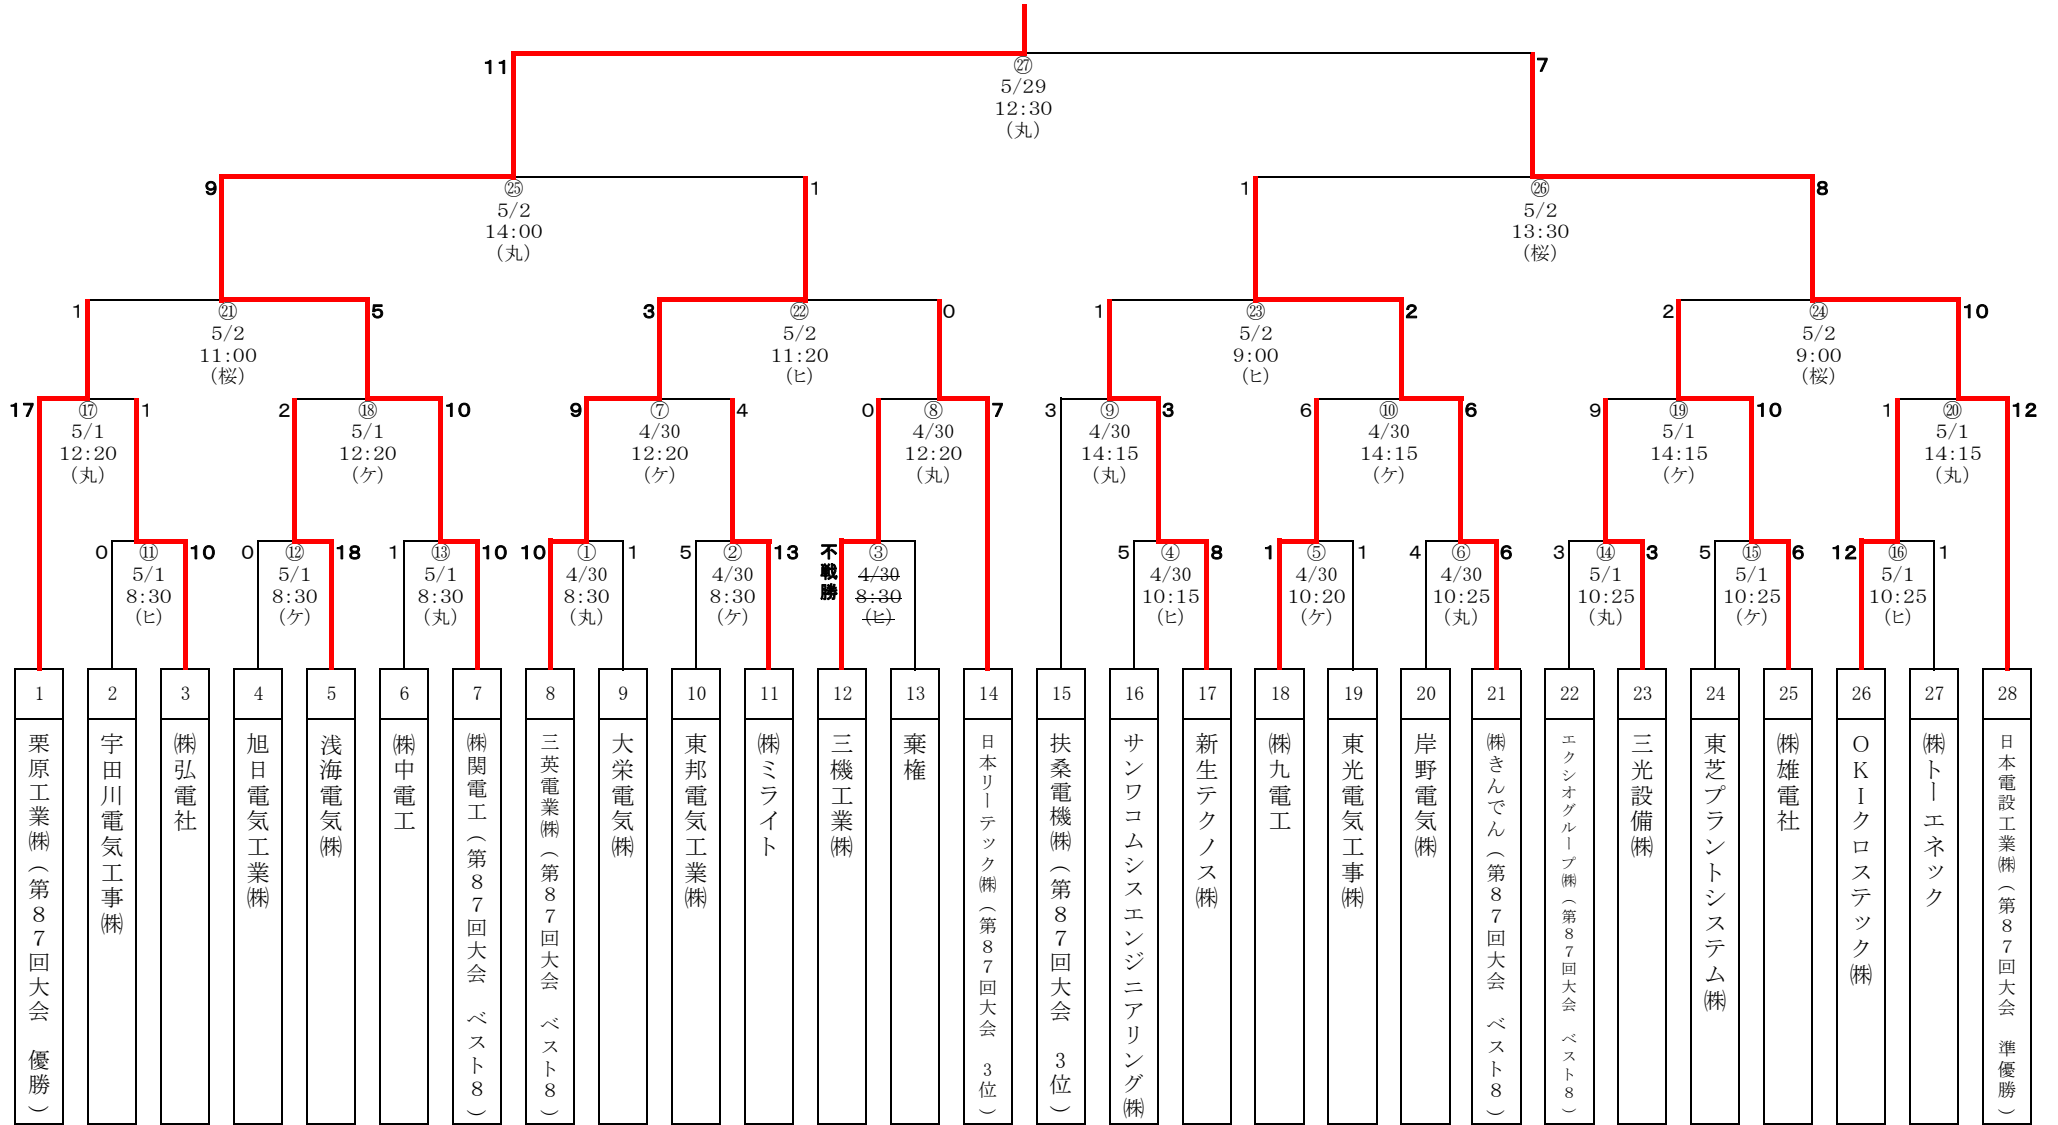 11
7
㉗
5/29
12:30
(丸)
9
1
㉕
5/2
14:00
(丸)
1
8
㉖
5/2
13:30
(桜)
1
5
㉑
5/2
11:00
(桜)
3
0
㉒
5/2
11:20
(ヒ)
1
2
㉓
5/2
9:00
(ヒ)
2
10
㉔
5/2
9:00
(桜)
17
1
⑰
5/1
12:20
(丸)
2
10
⑱
5/1
12:20
(ケ)
9
4
⑦
4/30
12:20
(ケ)
0
7
⑧
4/30
12:20
(丸)
3
3
⑨
4/30
14:15
(丸)
6
6
⑩
4/30
14:15
(ケ)
9
10
⑲
5/1
14:15
(ケ)
1
12
⑳
5/1
14:15
(丸)
0
10
⑪
5/1
8:30
(ヒ)
0
18
⑫
5/1
8:30
(ケ)
1
10
⑬
5/1
8:30
(丸)
10
1
①
4/30
8:30
(丸)
5
13
②
4/30
8:30
(ケ)
不戦勝
③
4/30
8:30
(ヒ)
5
8
④
4/30
10:15
(ヒ)
1
1
⑤
4/30
10:20
(ケ)
4
6
⑥
4/30
10:25
(丸)
3
3
⑭
5/1
10:25
(丸)
5
6
⑮
5/1
10:25
(ケ)
12
1
⑯
5/1
10:25
(ヒ)
1
栗原工業㈱(第87回大会 優勝)
2
宇田川電気工事㈱
3
㈱弘電社
4
旭日電気工業㈱
5
浅海電気㈱
6
㈱中電工
7
㈱関電工(第87回大会 ベスト8)
8
三英電業㈱(第87回大会 ベスト8)
9
大栄電気㈱
10
東邦電気工業㈱
11
㈱ミライト
12
三機工業㈱
13
棄権
14
日本リーテック㈱(第87回大会 3位)
15
扶桑電機㈱(第87回大会 3位)
16
サンワコムシスエンジニアリング㈱
17
新生テクノス㈱
18
㈱九電工
19
東光電気工事㈱
20
岸野電気㈱
21
㈱きんでん(第87回大会 ベスト8)
22
エクシオグループ㈱(第87回大会 ベスト8)
23
三光設備㈱
24
東芝プラントシステム㈱
25
㈱雄電社
26
OKIクロステック㈱
27
㈱トーエネック
28
日本電設工業㈱(第87回大会 準優勝)